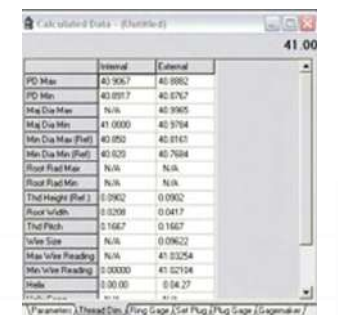 Calculated Data - (Untitled)
41.00
Internal External
PD Max 40.9067 40.8882
PD Min 40.8917 40.8767
Maj Dia Max N/A 40.9965
Maj Dia Min 41.0000 40.9784
Min Dia Max (Ref) 40.850 40.8161
Min Dia Min (Ref) 40.820 40.7684
Root Rad Max N/A N/A
Root Rad Min N/A N/A
Thd Height (Ref.) 0.0902 0.0902
Root Width 0.0208 0.0417
Thd Pitch 0.1667 0.1667
Wire Size N/A 0.09622
Max Wire Reading N/A 41.03254
Min Wire Reading 0.00000 41.02104
Helix 0.00.00 0.04.27
Parameters Thread Dim. Ring Gage Set Plug Plug Gage Gagemaker